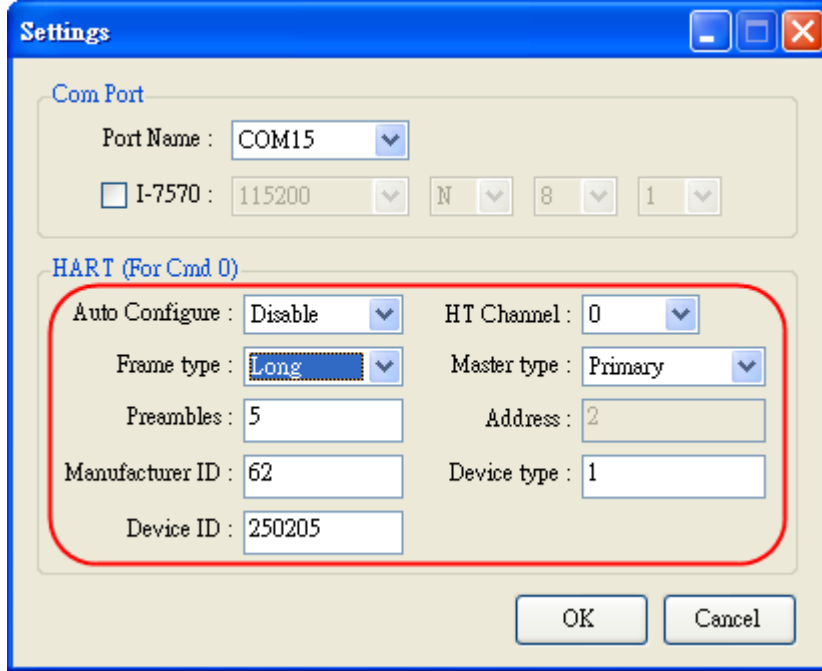 Settings
Com Port
Port Name : COM15
I-7570 : 115200 N 8 1
HART (For Cmd 0)
Auto Configure : Disable HT Channel : 0
Frame type : Long Master type : Primary
Preambles : 5 Address : 2
Manufacturer ID : 62 Device type : 1
Device ID : 250205
OK Cancel